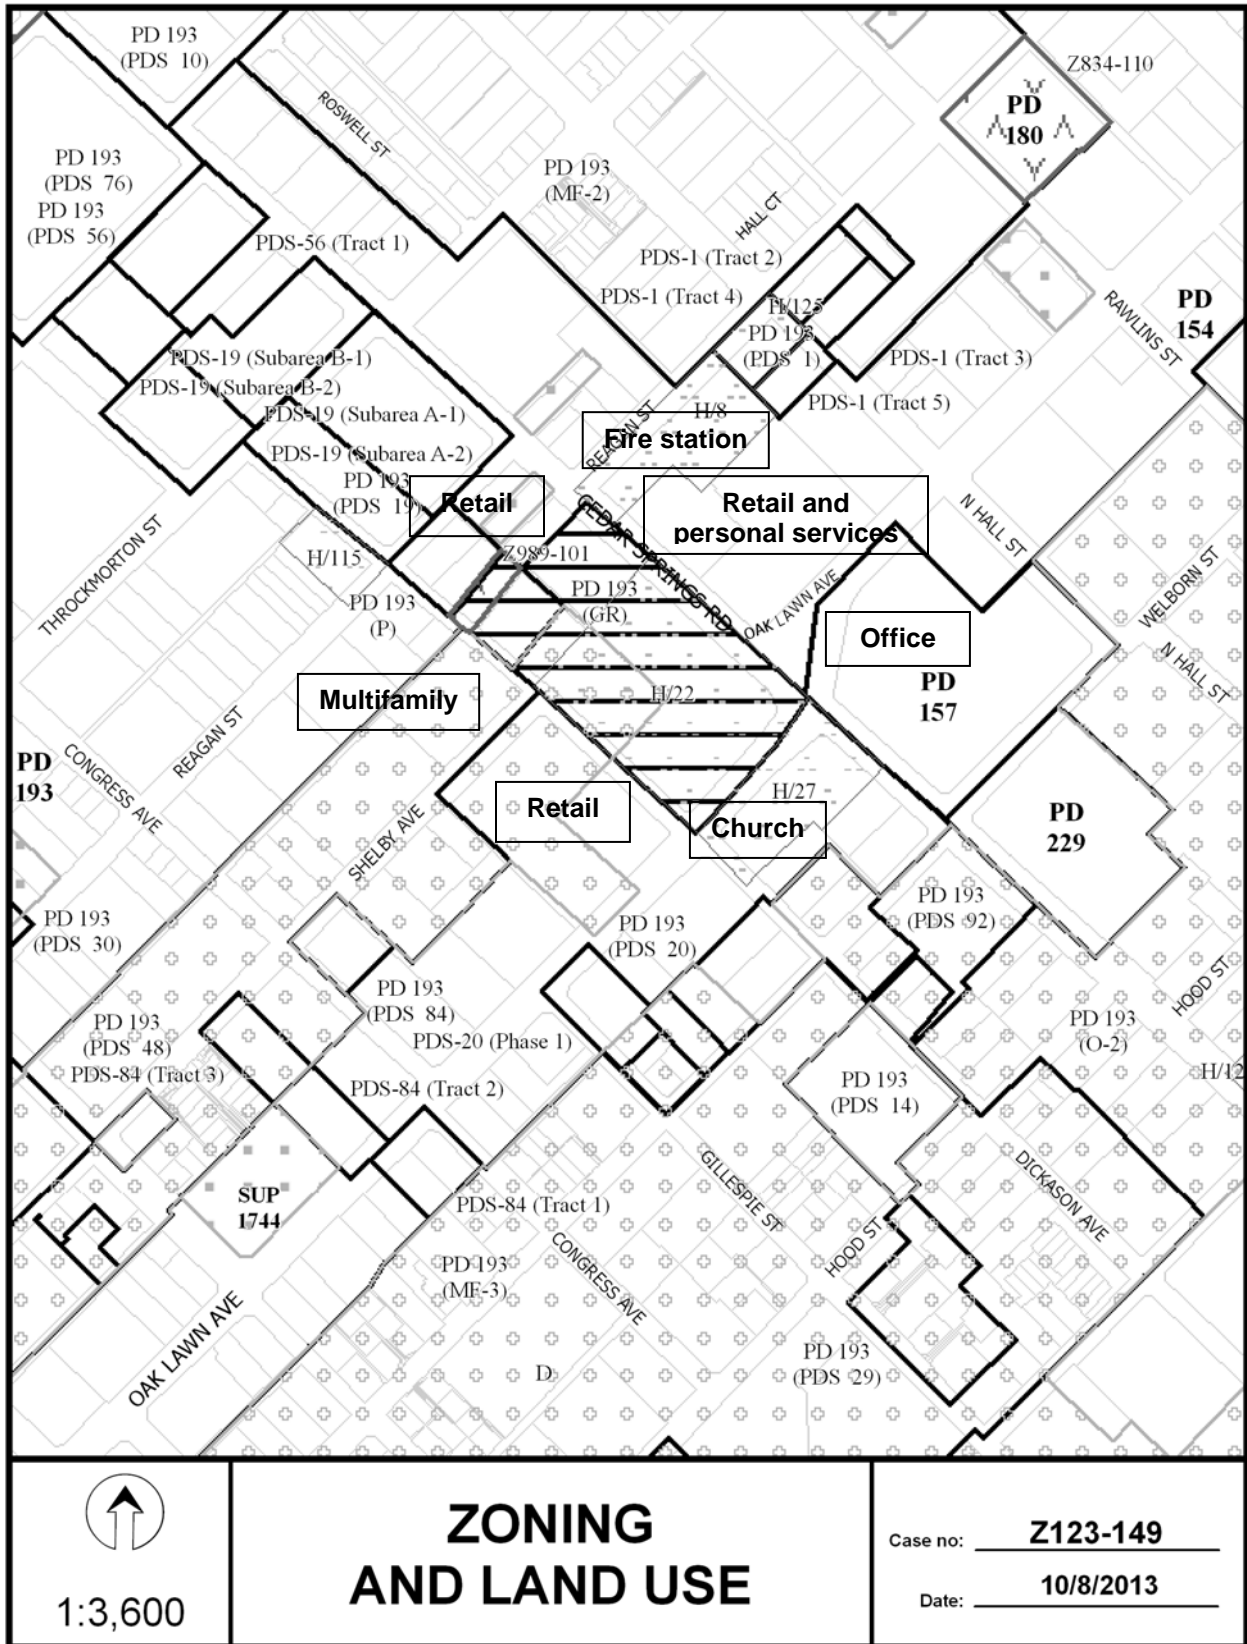 PD 193
(PDS 10)
Z834-110
PD
180
ROSWELL ST
PD 193
(PDS 76)
PD 193
(PDS 56)
PD 193
(MF-2)
HALL CT
PDS-56 (Tract 1)
PDS-1 (Tract 2)
PDS-1 (Tract 4)
H/125
PD 193
(PDS 1)
PD
154
RAWLINS ST
PDS-1 (Tract 3)
PDS-1 (Tract 5)
PDS-19 (Subarea B-1)
PDS-19 (Subarea B-2)
PDS-19 (Subarea A-1)
PDS-19 (Subarea A-2)
PD 193
(PDS 19)
H/8
REAGAN ST
Fire station
Retail
Retail and
personal services
CEDAR SPRINGS RD
N HALL ST
THROCKMORTON ST
H/115
Z989-101
PD 193
(P)
PD 193
(GR)
OAK LAWN AVE
WELBORN ST
Office
N HALL ST
Multifamily
H/22
PD
157
REAGAN ST
CONGRESS AVE
PD
193
Retail
H/27
Church
PD
229
SHELBY AVE
PD 193
(PDS 30)
PD 193
(PDS 20)
PD 193
(PDS 92)
HOOD ST
PD 193
(PDS 84)
PD 193
(PDS 48)
PDS-84 (Tract 3)
PDS-20 (Phase 1)
PD 193
(O-2)
H/12
PDS-84 (Tract 2)
PD 193
(PDS 14)
SUP
1744
PDS-84 (Tract 1)
GILLESPIE ST
DICKASON AVE
HOOD ST
CONGRESS AVE
PD 193
(MF-3)
OAK LAWN AVE
D
PD 193
(PDS 29)
1:3,600
ZONING
AND LAND USE
Case no: Z123-149
Date: 10/8/2013